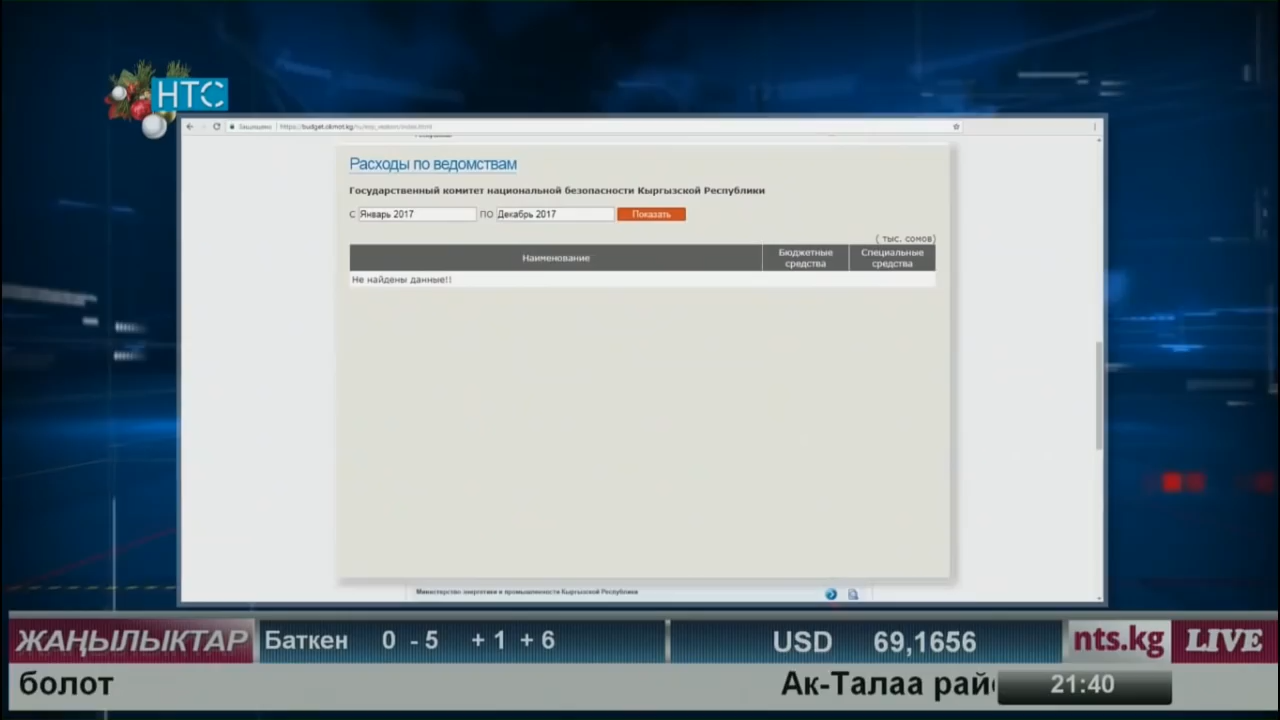 НТС
Защищено https://budget.okmot.kg
Расходы по ведомствам
Государственный комитет национальной безопасности Кыргызской Республики
С Январь 2017 по Декабрь 2017 Показать
( тыс. сомов)
Наименование Бюджетные средства Специальные средства
Не найдены данные!!
Министерство энергетики и промышленности Кыргызской Республики
ЖАҢЫЛЫКТАР Баткен 0 - 5 + 1 + 6 USD 69,1656 nts.kg LIVE
болот Ак-Талаа рай 21:40